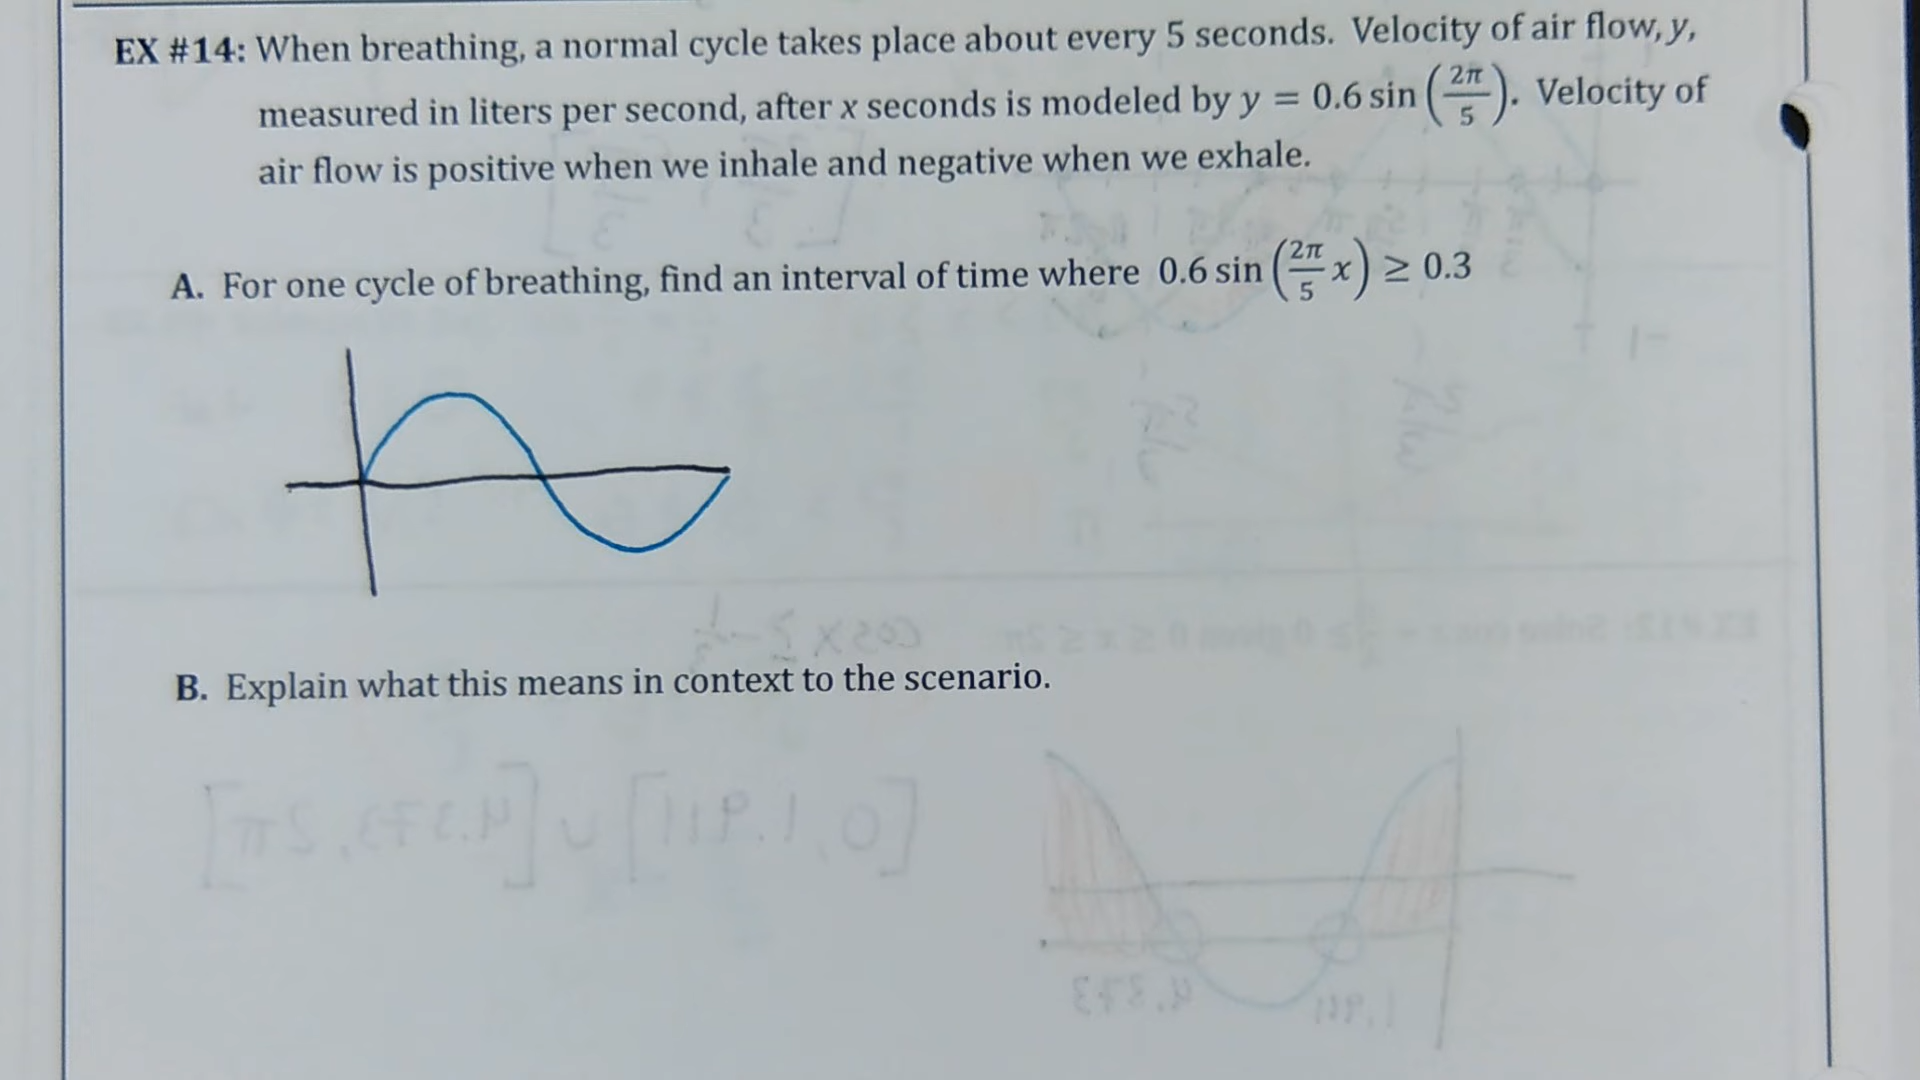 EX #14: When breathing, a normal cycle takes place about every 5 seconds. Velocity of air flow, y,
measured in liters per second, after x seconds is modeled by y = 0.6 sin (2π/5). Velocity of
air flow is positive when we inhale and negative when we exhale.
A. For one cycle of breathing, find an interval of time where 0.6 sin (2π/5 x) ≥ 0.3
B. Explain what this means in context to the scenario.